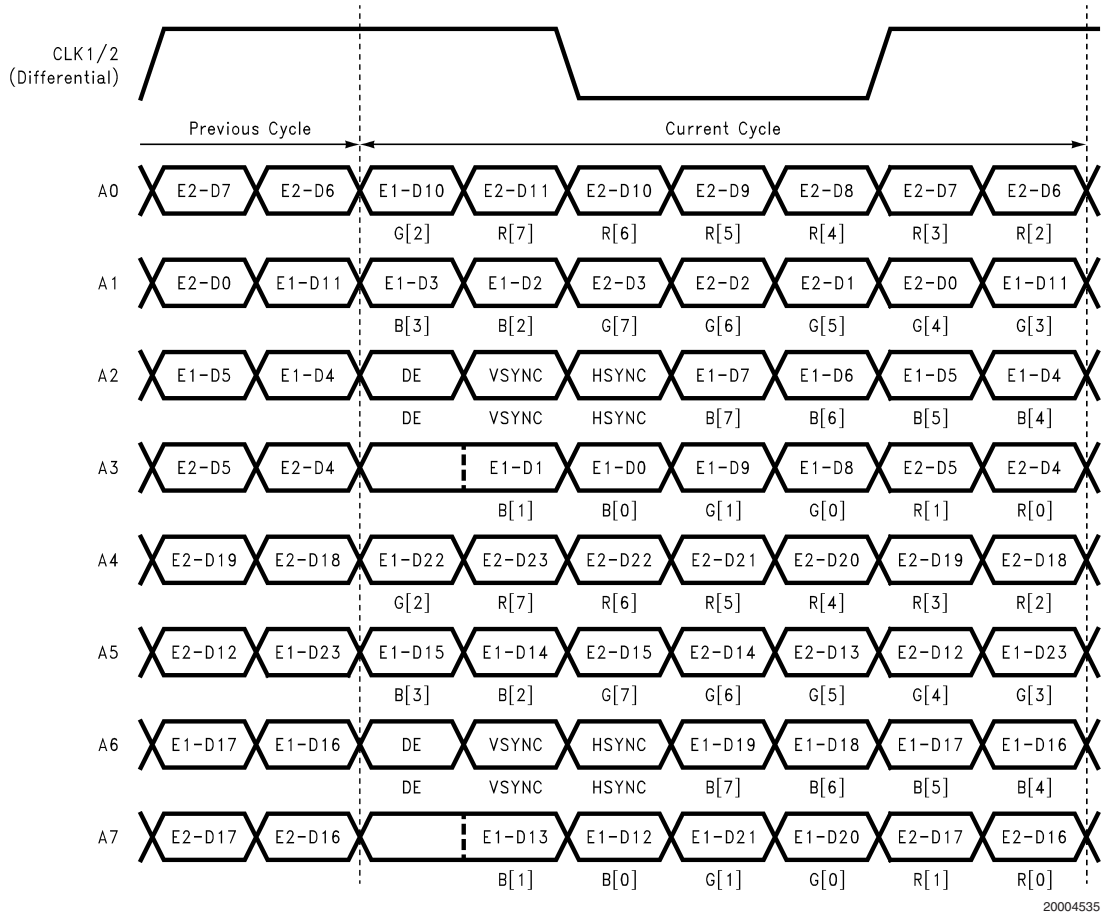 CLK1/2
(Differential)
Previous Cycle Current Cycle
A0 E2-D7 E2-D6 E1-D10 E2-D11 E2-D10 E2-D9 E2-D8 E2-D7 E2-D6
G[2] R[7] R[6] R[5] R[4] R[3] R[2]
A1 E2-D0 E1-D11 E1-D3 E1-D2 E2-D3 E2-D2 E2-D1 E2-D0 E1-D11
B[3] B[2] G[7] G[6] G[5] G[4] G[3]
A2 E1-D5 E1-D4 DE VSYNC HSYNC E1-D7 E1-D6 E1-D5 E1-D4
DE VSYNC HSYNC B[7] B[6] B[5] B[4]
A3 E2-D5 E2-D4 E1-D1 E1-D0 E1-D9 E1-D8 E2-D5 E2-D4
B[1] B[0] G[1] G[0] R[1] R[0]
A4 E2-D19 E2-D18 E1-D22 E2-D23 E2-D22 E2-D21 E2-D20 E2-D19 E2-D18
G[2] R[7] R[6] R[5] R[4] R[3] R[2]
A5 E2-D12 E1-D23 E1-D15 E1-D14 E2-D15 E2-D14 E2-D13 E2-D12 E1-D23
B[3] B[2] G[7] G[6] G[5] G[4] G[3]
A6 E1-D17 E1-D16 DE VSYNC HSYNC E1-D19 E1-D18 E1-D17 E1-D16
DE VSYNC HSYNC B[7] B[6] B[5] B[4]
A7 E2-D17 E2-D16 E1-D13 E1-D12 E1-D21 E1-D20 E2-D17 E2-D16
B[1] B[0] G[1] G[0] R[1] R[0]
20004535